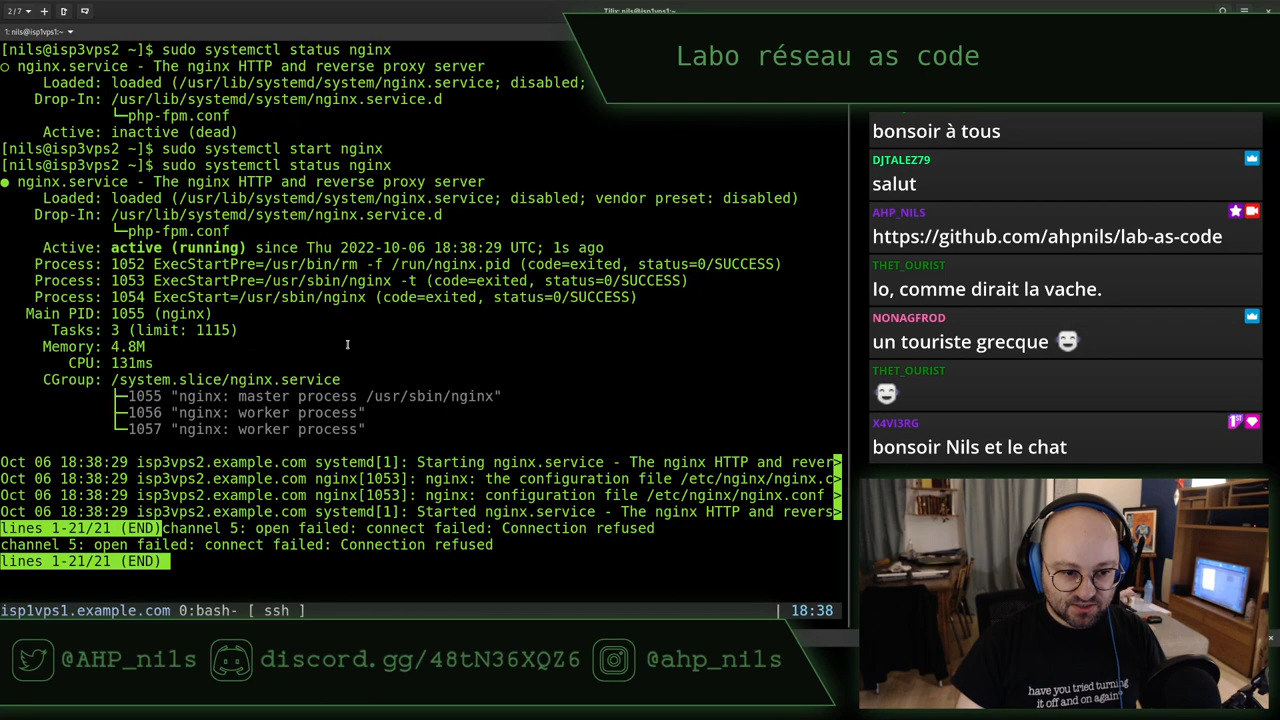 2/7
Tilix: nils@isp1vps1:~
1: nils@isp1vps1:~
[nils@isp3vps2 ~]$ sudo systemctl status nginx
○ nginx.service - The nginx HTTP and reverse proxy server
Loaded: loaded (/usr/lib/systemd/system/nginx.service; disabled;
Drop-In: /usr/lib/systemd/system/nginx.service.d
└─php-fpm.conf
Active: inactive (dead)
[nils@isp3vps2 ~]$ sudo systemctl start nginx
[nils@isp3vps2 ~]$ sudo systemctl status nginx
● nginx.service - The nginx HTTP and reverse proxy server
Loaded: loaded (/usr/lib/systemd/system/nginx.service; disabled; vendor preset: disabled)
Drop-In: /usr/lib/systemd/system/nginx.service.d
└─php-fpm.conf
Active: active (running) since Thu 2022-10-06 18:38:29 UTC; 1s ago
Process: 1052 ExecStartPre=/usr/bin/rm -f /run/nginx.pid (code=exited, status=0/SUCCESS)
Process: 1053 ExecStartPre=/usr/sbin/nginx -t (code=exited, status=0/SUCCESS)
Process: 1054 ExecStart=/usr/sbin/nginx (code=exited, status=0/SUCCESS)
Main PID: 1055 (nginx)
Tasks: 3 (limit: 1115)
Memory: 4.8M
CPU: 131ms
CGroup: /system.slice/nginx.service
├─1055 "nginx: master process /usr/sbin/nginx"
├─1056 "nginx: worker process"
└─1057 "nginx: worker process"
Oct 06 18:38:29 isp3vps2.example.com systemd[1]: Starting nginx.service - The nginx HTTP and rever>
Oct 06 18:38:29 isp3vps2.example.com nginx[1053]: nginx: the configuration file /etc/nginx/nginx.c>
Oct 06 18:38:29 isp3vps2.example.com nginx[1053]: nginx: configuration file /etc/nginx/nginx.conf >
Oct 06 18:38:29 isp3vps2.example.com systemd[1]: Started nginx.service - The nginx HTTP and revers>
lines 1-21/21 (END)channel 5: open failed: connect failed: Connection refused
channel 5: open failed: connect failed: Connection refused
lines 1-21/21 (END)
isp1vps1.example.com 0:bash- [ ssh ] | 18:38
Labo réseau as code
bonsoir à tous
DJTALEZ79
salut
AHP_NILS
https://github.com/ahpnils/lab-as-code
THET_OURIST
Io, comme dirait la vache.
NONAGFROD
un touriste grecque
THET_OURIST
X4VI3RG
bonsoir Nils et le chat
have you tried turning
it off and on again?
@AHP_nils
discord.gg/48tN36XQZ6
@ahp_nils